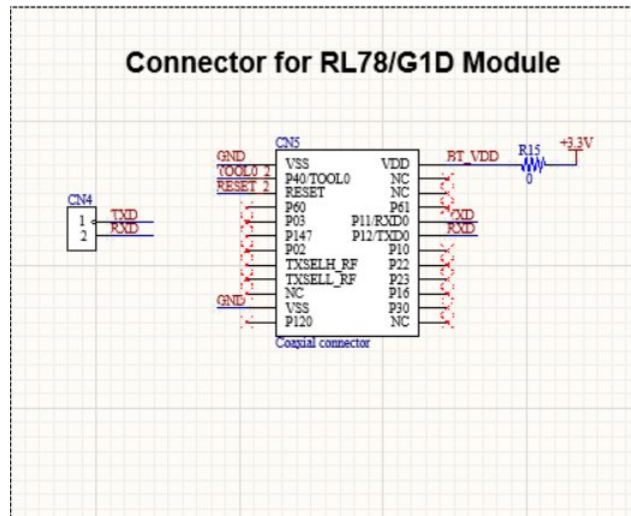 Connector for RL78/G1D Module
CN5
GND
TOOL0_2
RESET_2
VSS
P40/TOOL0
RESET
P60
P03
P147
P02
TXSELH_RF
TXSELL_RF
NC
VSS
P120
GND
VDD
NC
NC
P61
P11/RXD0
P12/TXD0
P10
P22
P23
P16
P30
NC
BT_VDD
R15
0
+3.3V
TXD
RXD
Coaxial connector
CN4
1
2
TXD
RXD